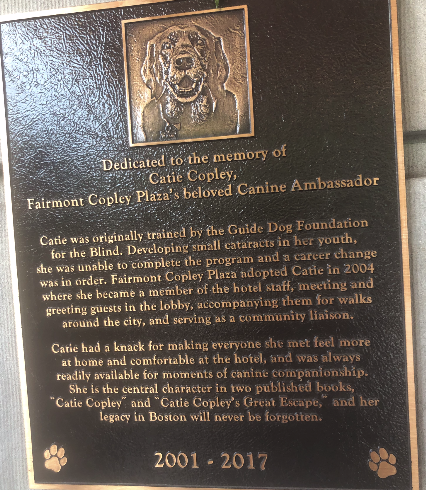 Dedicated to the memory of
Catie Copley,
Fairmont Copley Plaza's beloved Canine Ambassador
Catie was originally trained by the Guide Dog Foundation
for the Blind. Developing small cataracts in her youth,
she was unable to complete the program and a career change
was in order. Fairmont Copley Plaza adopted Catie in 2004
where she became a member of the hotel staff, meeting and
greeting guests in the lobby, accompanying them for walks
around the city, and serving as a community liaison.
Catie had a knack for making everyone she met feel more
at home and comfortable at the hotel, and was always
readily available for moments of canine companionship.
She is the central character in two published books,
"Catie Copley" and "Catie Copley's Great Escape," and her
legacy in Boston will never be forgotten.
2001 - 2017